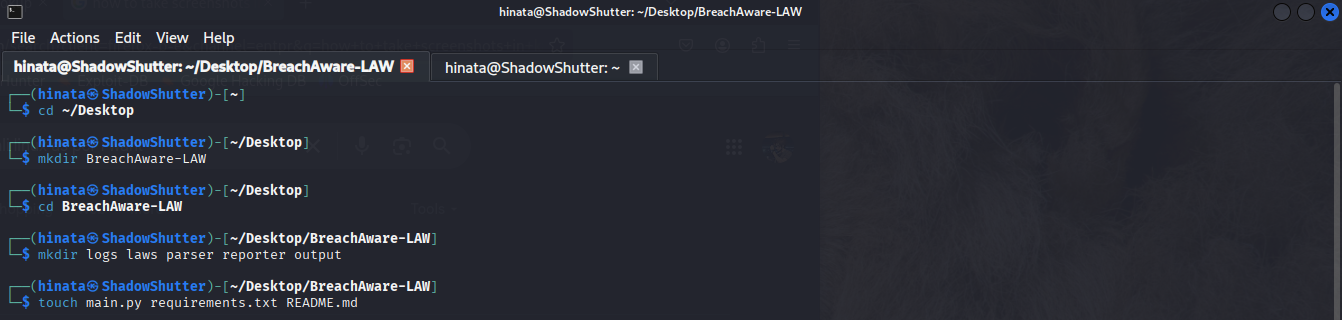 hinata@ShadowShutter: ~/Desktop/BreachAware-LAW
File Actions Edit View Help
hinata@ShadowShutter: ~/Desktop/BreachAware-LAW hinata@ShadowShutter: ~
┌──(hinata㉿ShadowShutter)-[~]
└─$ cd ~/Desktop
┌──(hinata㉿ShadowShutter)-[~/Desktop]
└─$ mkdir BreachAware-LAW
┌──(hinata㉿ShadowShutter)-[~/Desktop]
└─$ cd BreachAware-LAW
┌──(hinata㉿ShadowShutter)-[~/Desktop/BreachAware-LAW]
└─$ mkdir logs laws parser reporter output
┌──(hinata㉿ShadowShutter)-[~/Desktop/BreachAware-LAW]
└─$ touch main.py requirements.txt README.md